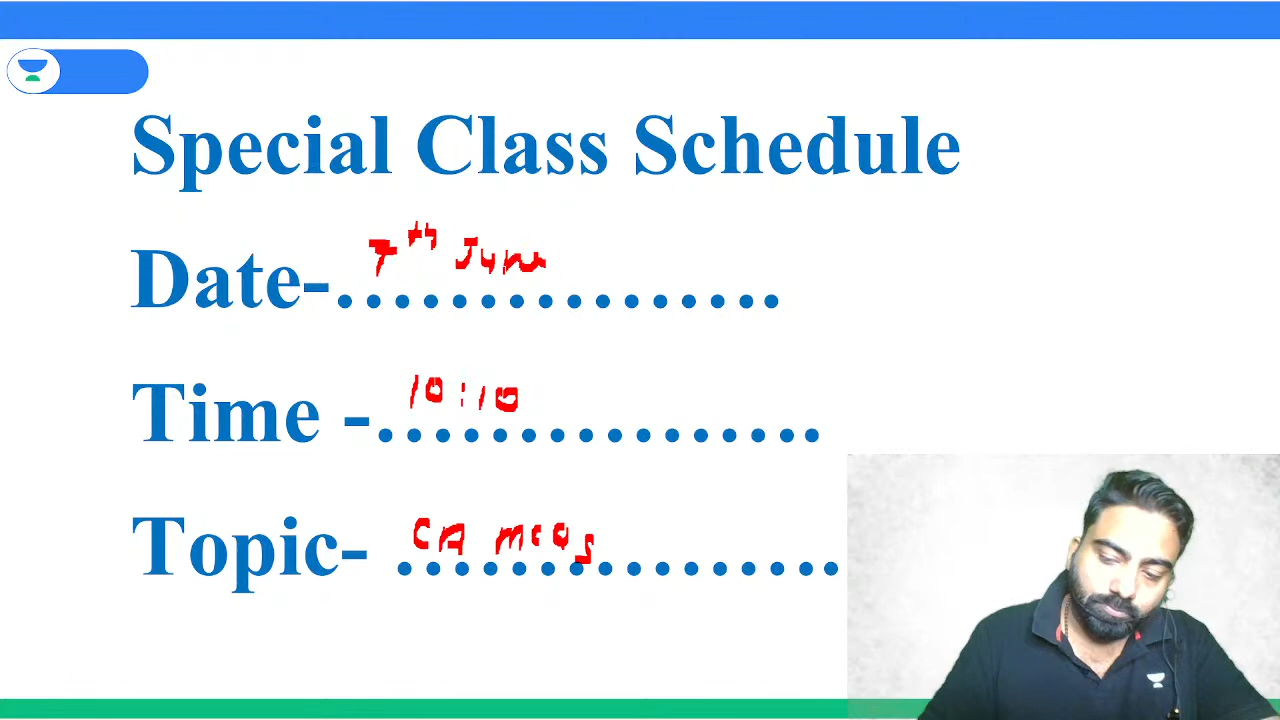 Special Class Schedule
Date-................ 7th June
Time -................ 10:10
Topic- ................ CA MCQS